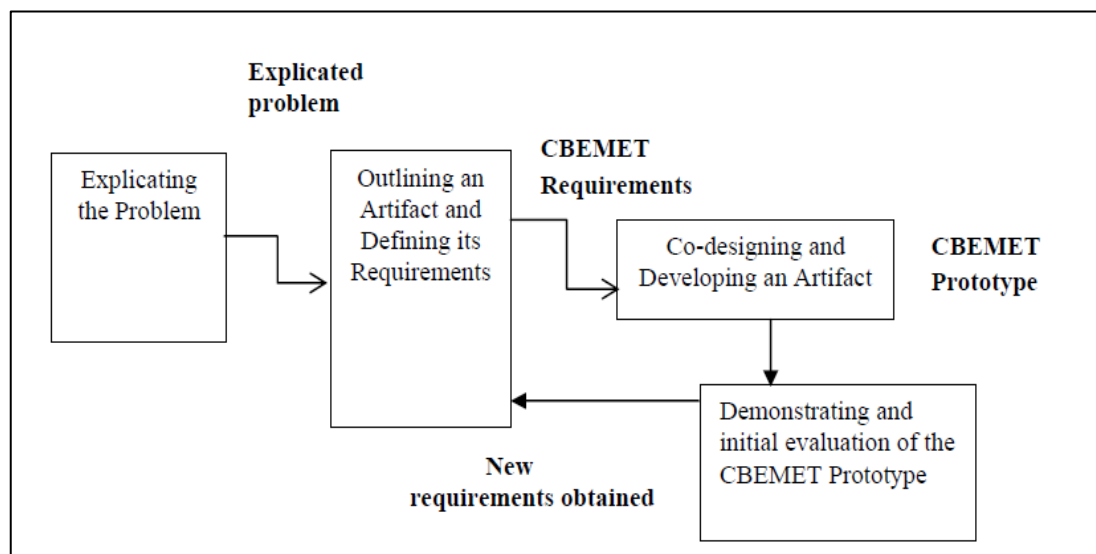 Explicated
problem
Explicating
the Problem
Outlining an
Artifact and
Defining its
Requirements
CBEMET
Requirements
Co-designing and
Developing an Artifact
CBEMET
Prototype
Demonstrating and
initial evaluation of the
CBEMET Prototype
New
requirements obtained